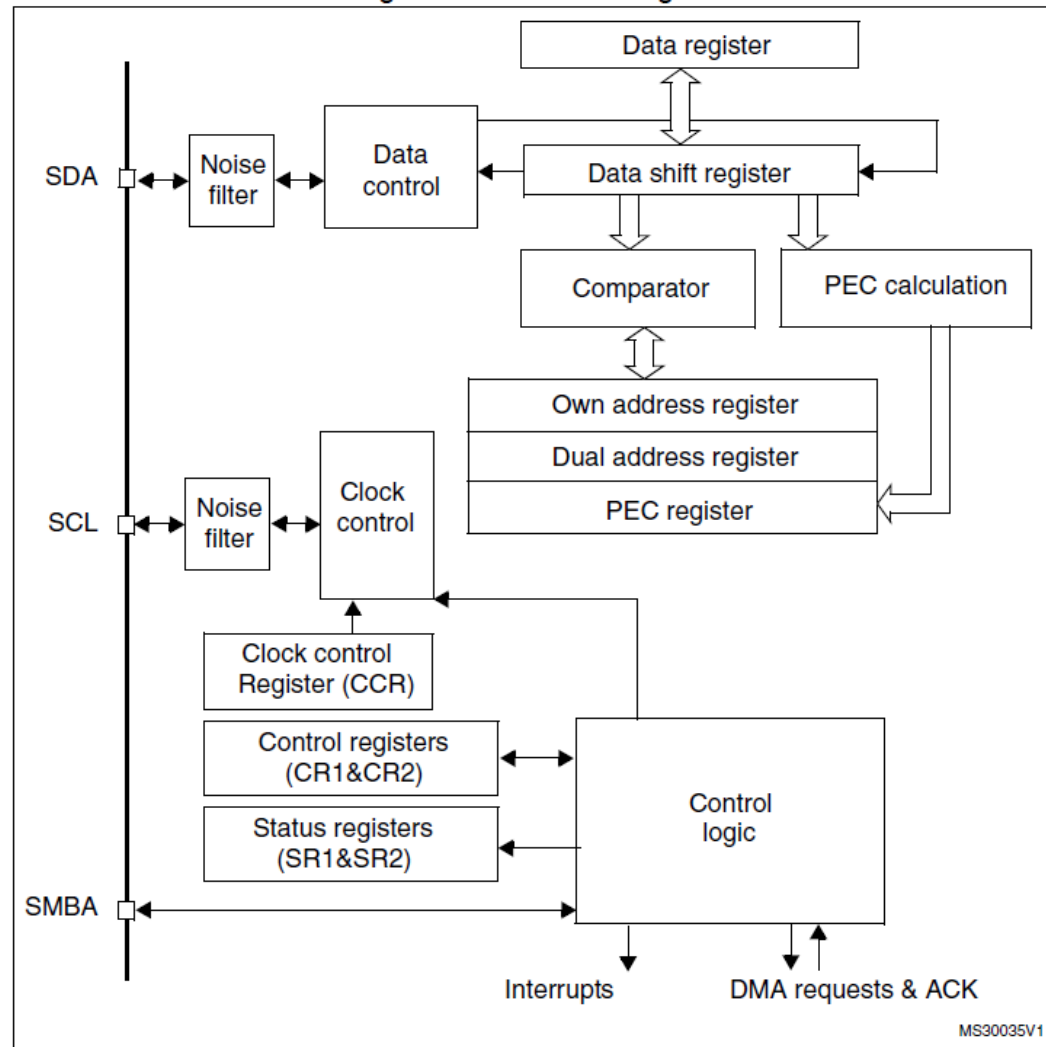 Data register
SDA
Noise
filter
Data
control
Data shift register
Comparator
PEC calculation
Own address register
Dual address register
PEC register
SCL
Noise
filter
Clock
control
Clock control
Register (CCR)
Control registers
(CR1&CR2)
Status registers
(SR1&SR2)
Control
logic
SMBA
Interrupts
DMA requests & ACK
MS30035V1